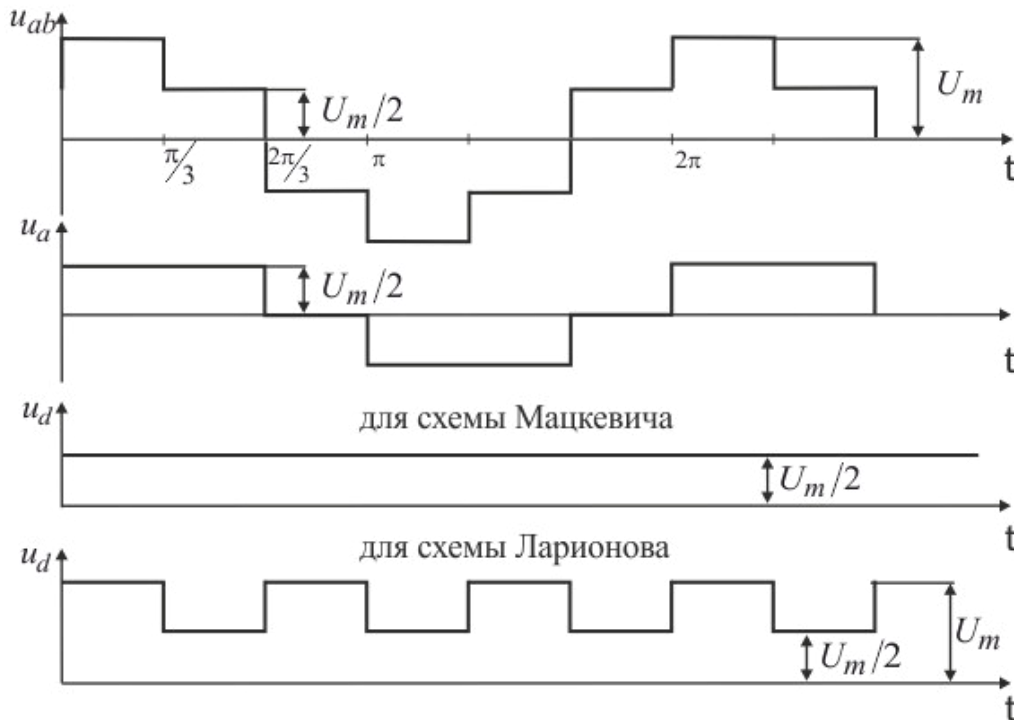 u_ab
U_m
U_m/2
π/3
2π/3
π
2π
t
u_a
U_m/2
t
u_d
для схемы Мацкевича
U_m/2
t
u_d
для схемы Ларионова
U_m
U_m/2
t